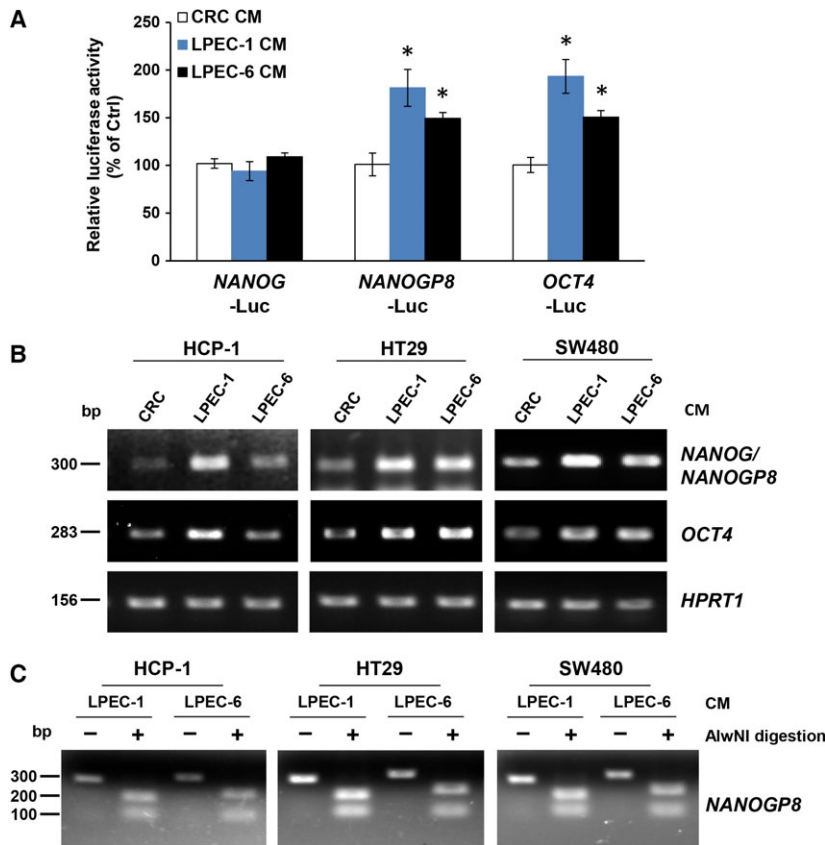 A
CRC CM
LPEC-1 CM
LPEC-6 CM
Relative luciferase activity
(% of Ctrl)
250
200
150
100
50
0
* * * *
NANOG
-Luc
NANOGP8
-Luc
OCT4
-Luc
B
HCP-1 HT29 SW480
bp CRC LPEC-1 LPEC-6 CRC LPEC-1 LPEC-6 CRC LPEC-1 LPEC-6 CM
300 NANOG/
NANOGP8
283 OCT4
156 HPRT1
C
HCP-1 HT29 SW480
LPEC-1 LPEC-6 LPEC-1 LPEC-6 LPEC-1 LPEC-6 CM
bp − + − + − + − + − + − + AlwNI digestion
300
200
100
NANOGP8